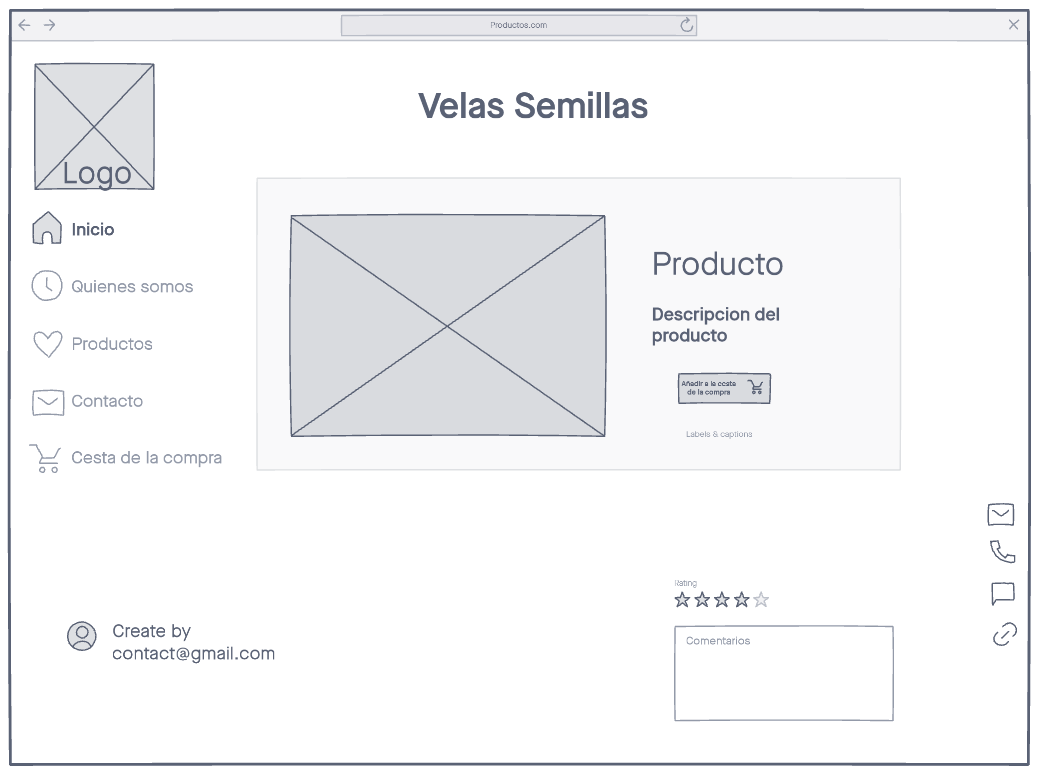 Productos.com
Velas Semillas
Logo
Inicio
Quienes somos
Productos
Contacto
Cesta de la compra
Producto
Descripcion del
producto
Añadir a la cesta
de la compra
Labels & captions
Rating
Comentarios
Create by
contact@gmail.com